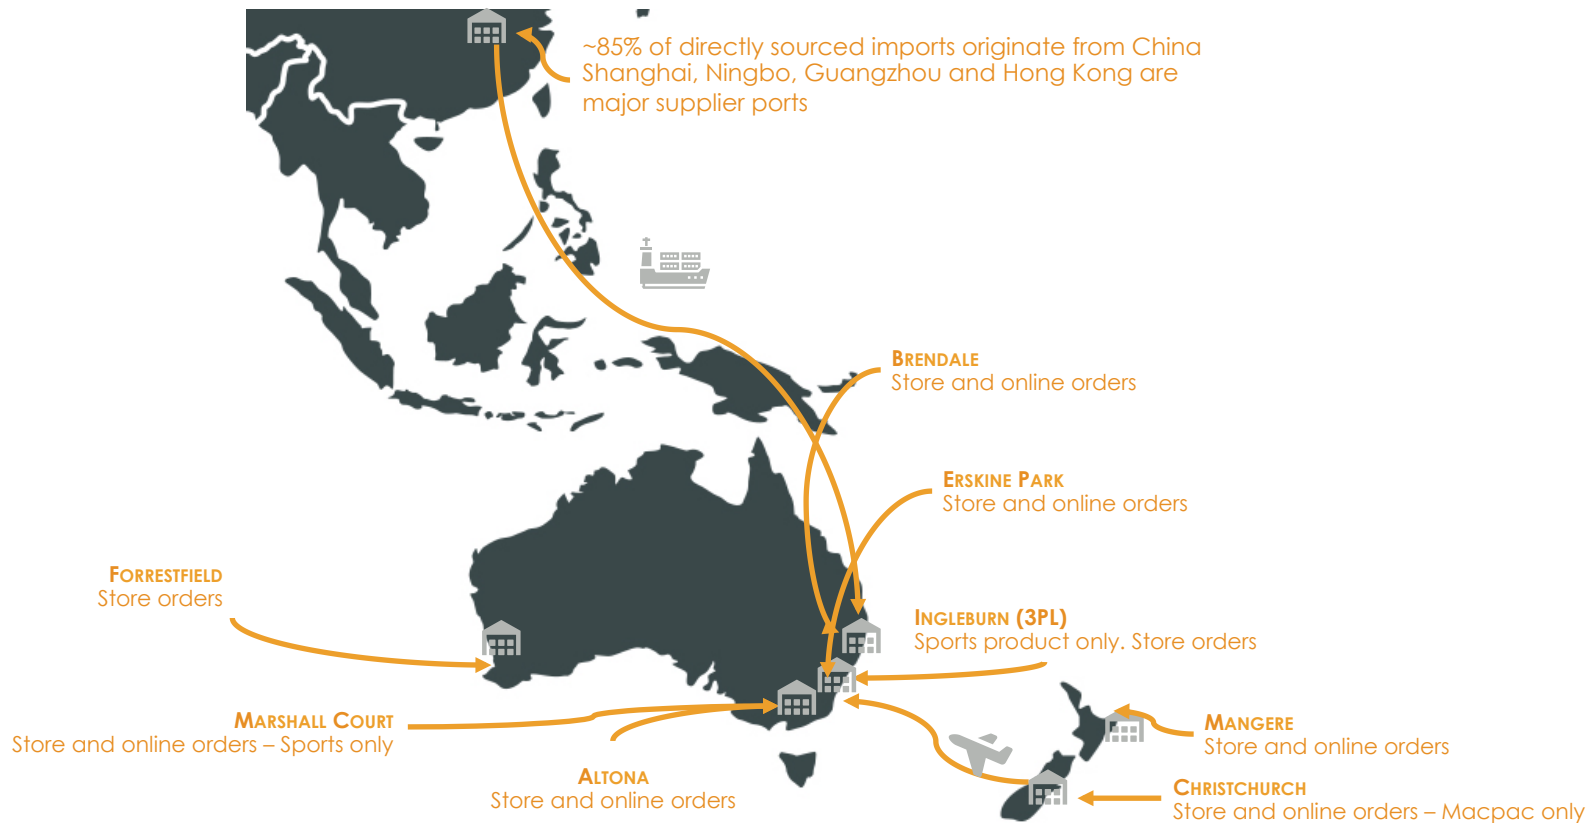 ~85% of directly sourced imports originate from China
Shanghai, Ningbo, Guangzhou and Hong Kong are
major supplier ports
BRENDALE
Store and online orders
ERSKINE PARK
Store and online orders
FORRESTFIELD
Store orders
INGLEBURN (3PL)
Sports product only. Store orders
MARSHALL COURT
Store and online orders – Sports only
MANGERE
Store and online orders
ALTONA
Store and online orders
CHRISTCHURCH
Store and online orders – Macpac only